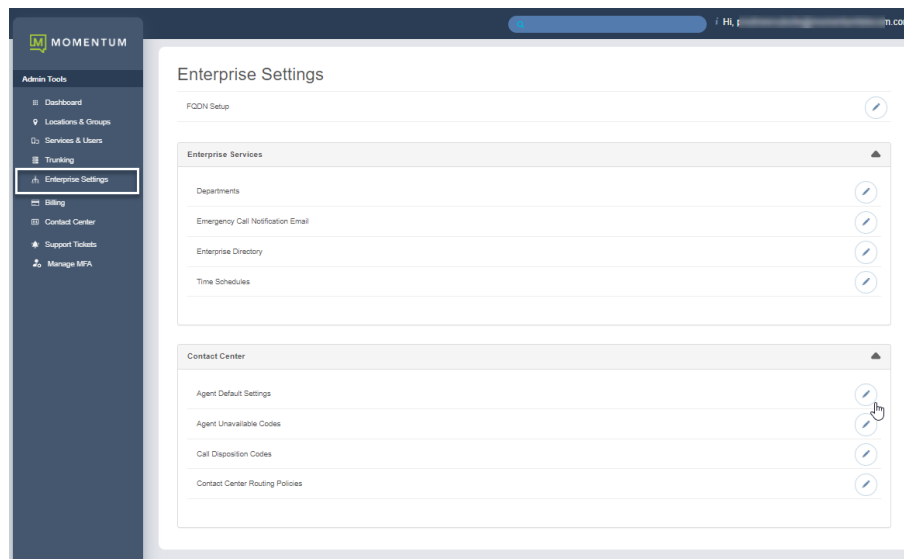 Hi,
M MOMENTUM
Admin Tools
Dashboard
Locations & Groups
Services & Users
Trunking
Enterprise Settings
Billing
Contact Center
Support Tickets
Manage MFA
Enterprise Settings
FQDN Setup
Enterprise Services
Departments
Emergency Call Notification Email
Enterprise Directory
Time Schedules
Contact Center
Agent Default Settings
Agent Unavailable Codes
Call Disposition Codes
Contact Center Routing Policies